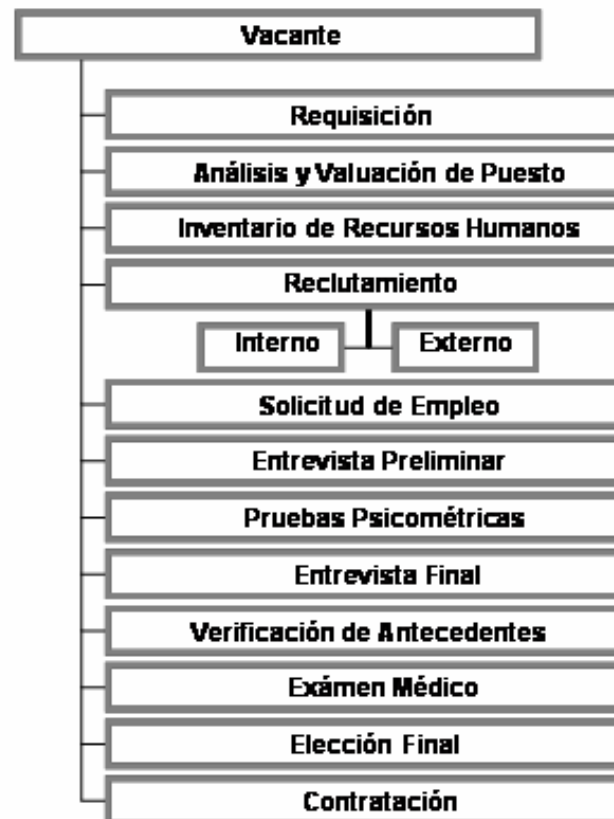 Vacante
Requisición
Análisis y Valuación de Puesto
Inventario de Recursos Humanos
Reclutamiento
Interno
Externo
Solicitud de Empleo
Entrevista Preliminar
Pruebas Psicométricas
Entrevista Final
Verificación de Antecedentes
Exámen Médico
Elección Final
Contratación